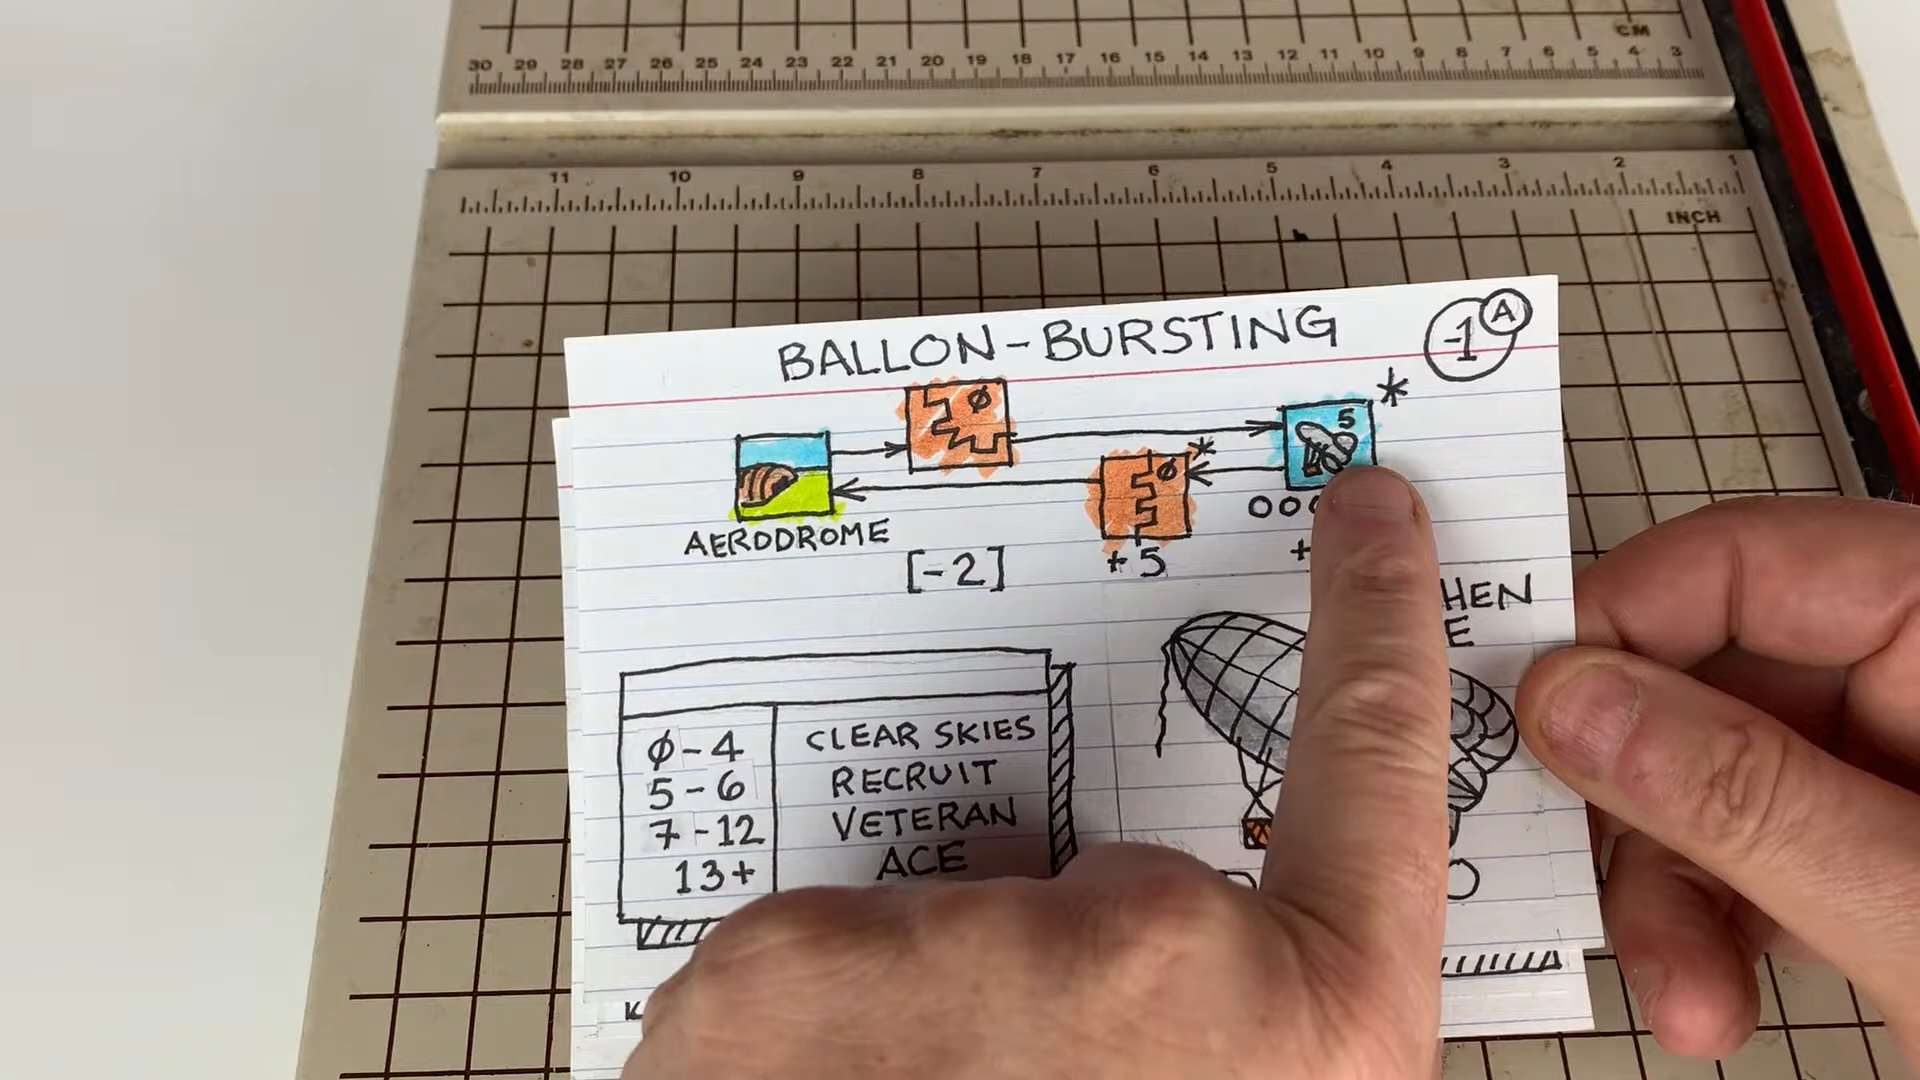 CM
30 29 28 27 26 25 24 23 22 21 20 19 18 17 16 15 14 13 12 11 10 9 8 7 6 5 4 3
11 10 9 8 7 6 5 4 3 2 1
INCH
BALLON-BURSTING
-1 A
Ø
5 *
Ø *
AERODROME
[-2]
+5
+
HEN
E
Ø-4 CLEAR SKIES
5-6 RECRUIT
7-12 VETERAN
13+ ACE